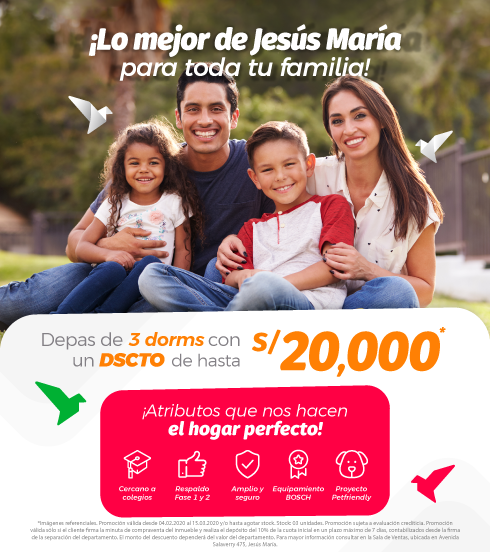 ¡Lo mejor de Jesús María
para toda tu familia!
Depas de 3 dorms con
un DSCTO de hasta
S/20,000*
¡Atributos que nos hacen
el hogar perfecto!
Cercano a
colegios
Respaldo
Fase 1 y 2
Amplio y
seguro
Equipamiento
BOSCH
Proyecto
Petfriendly
*Imágenes referenciales. Promoción válida desde 04.02.2020 al 15.03.2020 y/o hasta agotar stock. Stock: 03 unidades. Promoción sujeta a evaluación crediticia. Promoción
válida sólo si el cliente firma la minuta de compraventa del inmueble y realiza el depósito del 10% de la cuota inicial en un plazo máximo de 7 días, contabilizados desde la firma
de la separación del departamento. El monto del descuento dependerá del valor del departamento. Para mayor información consultar en la Sala de Ventas, ubicada en Avenida
Salaverry 475, Jesús María.